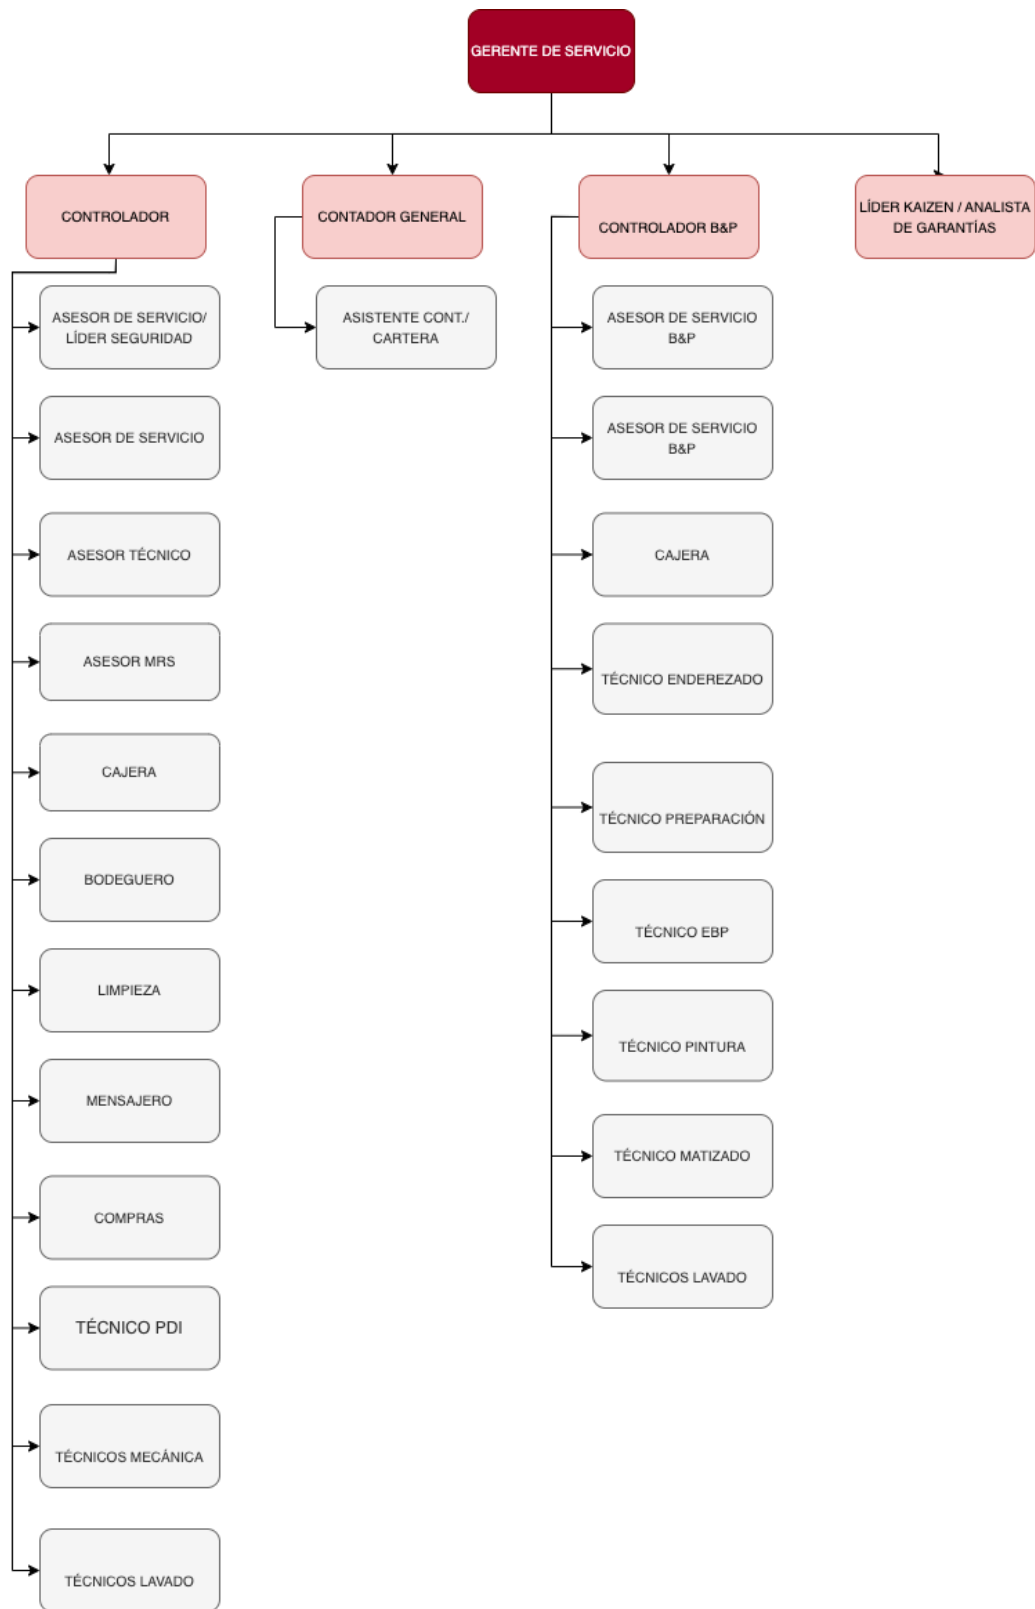 GERENTE DE SERVICIO
CONTROLADOR
CONTADOR GENERAL
CONTROLADOR B&P
LÍDER KAIZEN / ANALISTA
DE GARANTÍAS
ASESOR DE SERVICIO/
LÍDER SEGURIDAD
ASESOR DE SERVICIO
ASESOR TÉCNICO
ASESOR MRS
CAJERA
BODEGUERO
LIMPIEZA
MENSAJERO
COMPRAS
TÉCNICO PDI
TÉCNICOS MECÁNICA
TÉCNICOS LAVADO
ASISTENTE CONT./
CARTERA
ASESOR DE SERVICIO
B&P
ASESOR DE SERVICIO
B&P
CAJERA
TÉCNICO ENDEREZADO
TÉCNICO PREPARACIÓN
TÉCNICO EBP
TÉCNICO PINTURA
TÉCNICO MATIZADO
TÉCNICOS LAVADO